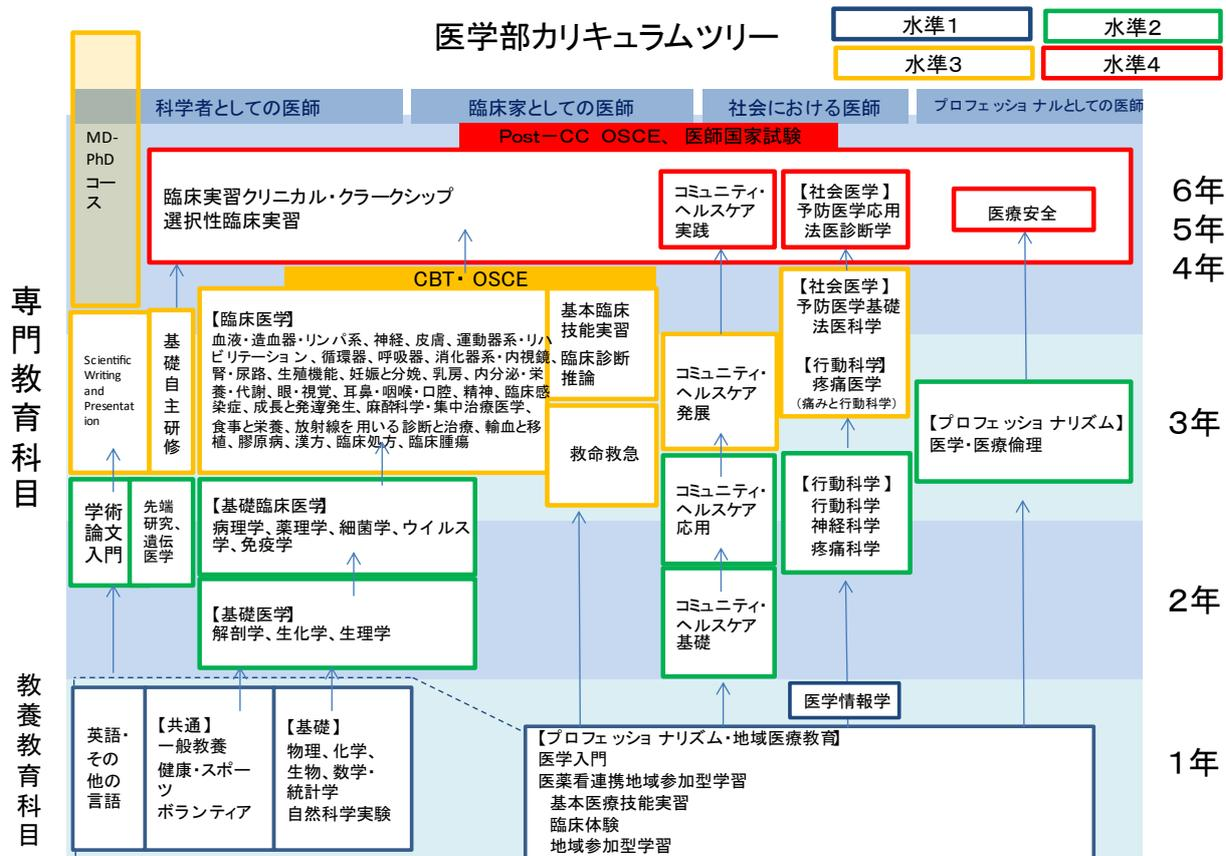 医学部カリキュラムツリー
水準1
水準2
水準3
水準4
科学者としての医師
臨床家としての医師
社会における医師
プロフェッショナルとしての医師
Post－CC OSCE、医師国家試験
MD-
PhD
コー
ス
臨床実習クリニカル・クラークシップ
選択性臨床実習
コミュニティ・
ヘルスケア
実践
【社会医学】
予防医学応用
法医診断学
医療安全
6年
5年
4年
CBT・OSCE
専門教育科目
Scientific
Writing
and
Presentat
ion
基礎自主研修
【臨床医学】
血液・造血器・リンパ系、神経、皮膚、運動器系・リハ
ビリテーション、循環器、呼吸器、消化器系・内視鏡、
腎・尿路、生殖機能、妊娠と分娩、乳房、内分泌・栄
養・代謝、眼・視覚、耳鼻・咽喉・口腔、精神、臨床感
染症、成長と発達発生、麻酔科学・集中治療医学、
食事と栄養、放射線を用いる診断と治療、輸血と移
植、膠原病、漢方、臨床処方、臨床腫瘍
基本臨床
技能実習
臨床診断
推論
救命救急
コミュニティ・
ヘルスケア
発展
【社会医学】
予防医学基礎
法医科学
【行動科学】
疼痛医学
（痛みと行動科学）
【プロフェッショナリズム】
医学・医療倫理
3年
学術
論文
入門
先端
研究、
遺伝
医学
【基礎臨床医学】
病理学、薬理学、細菌学、ウイルス
学、免疫学
コミュニティ・
ヘルスケア
応用
【行動科学】
行動科学
神経科学
疼痛科学
【基礎医学】
解剖学、生化学、生理学
コミュニティ・
ヘルスケア
基礎
2年
教養教育科目
医学情報学
英語・
その
他の
言語
【共通】
一般教養
健康・スポー
ツ
ボランティア
【基礎】
物理、化学、
生物、数学・
統計学
自然科学実験
【プロフェッショナリズム・地域医療教育】
医学入門
医薬看連携地域参加型学習
基本医療技能実習
臨床体験
地域参加型学習
1年